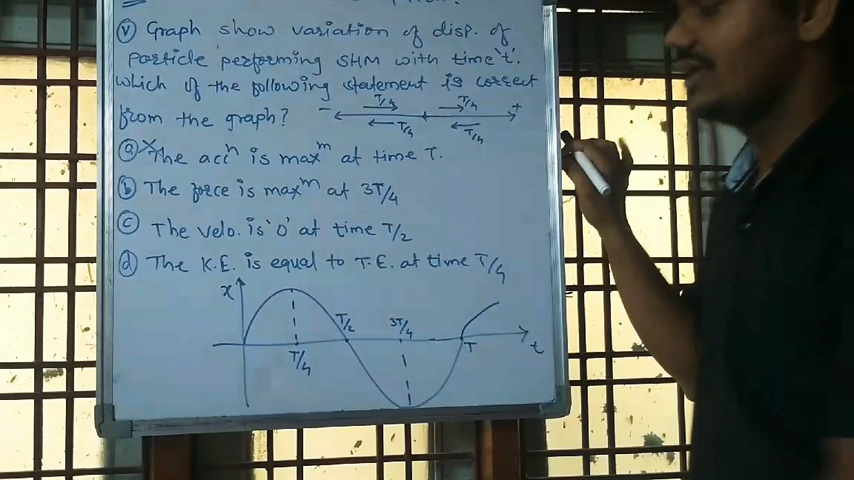 (v) Graph show variation of disp. of
particle performing SHM with time 't'.
which of the following statement is correct
from the graph?
- T/4 T/4 +
T/4 T/4
(a) The accⁿ is maxᵐ at time T.
(b) The force is maxᵐ at 3T/4
(c) The velo. is '0' at time T/2
(d) The K.E. is equal to T.E. at time T/4
x T/2 3T/4
T/4 T t